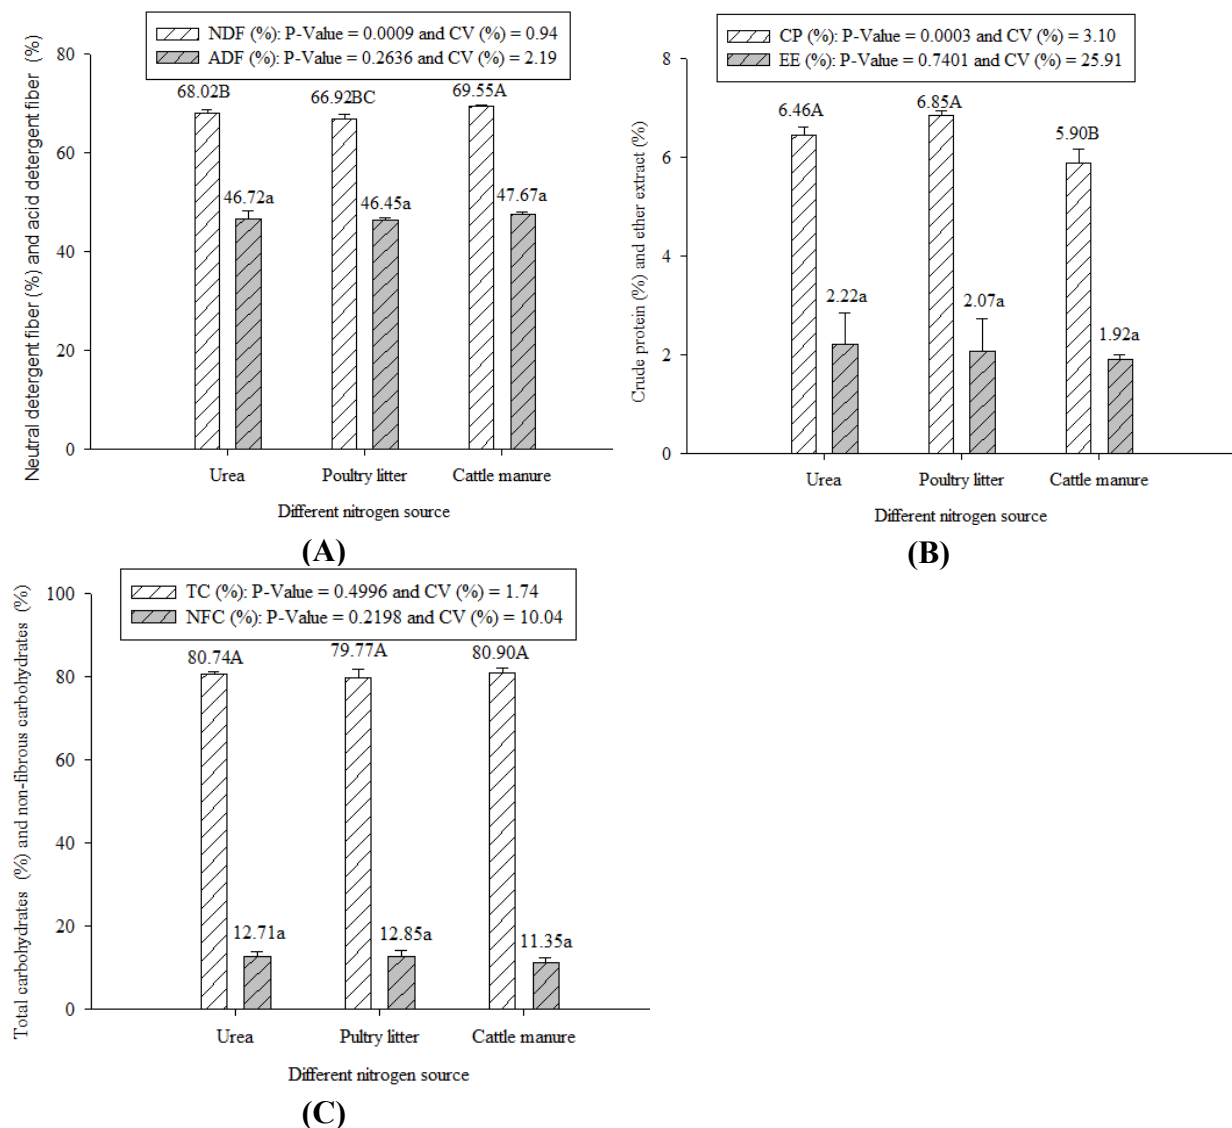 NDF (%): P-Value = 0.0009 and CV (%) = 0.94
ADF (%): P-Value = 0.2636 and CV (%) = 2.19
Neutral detergent fiber (%) and acid detergent fiber (%)
80
60
40
20
0
68.02B
66.92BC
69.55A
46.72a
46.45a
47.67a
Urea
Poultry litter
Cattle manure
Different nitrogen source
(A)
CP (%): P-Value = 0.0003 and CV (%) = 3.10
EE (%): P-Value = 0.7401 and CV (%) = 25.91
Crude protein (%) and ether extract (%)
8
6
4
2
0
6.46A
6.85A
5.90B
2.22a
2.07a
1.92a
Urea
Poultry litter
Cattle manure
Different nitrogen source
(B)
TC (%): P-Value = 0.4996 and CV (%) = 1.74
NFC (%): P-Value = 0.2198 and CV (%) = 10.04
Total carbohydrates (%) and non-fibrous carbohydrates (%)
100
80
60
40
20
0
80.74A
79.77A
80.90A
12.71a
12.85a
11.35a
Urea
Pultry litter
Cattle manure
Different nitrogen source
(C)